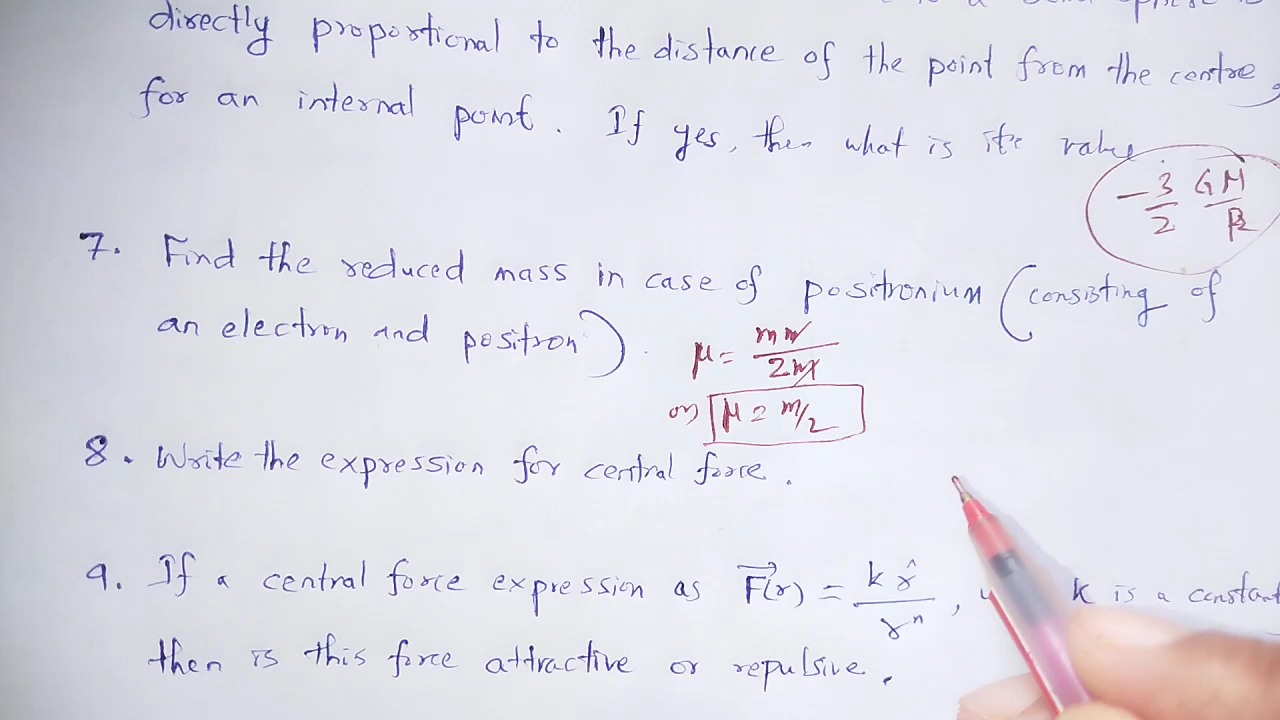 directly proportional to the distance of the point from the centre,
for an internal point. If yes, then what is its value
-3/2 GM/R
7. Find the reduced mass in case of positronium (consisting of
an electron and positron).
μ = mm/2m
or μ = m/2
8. Write the expression for central force.
9. If a central force expression as F⃗(r) = k r̂/rⁿ, k is a constant
then is this force attractive or repulsive.